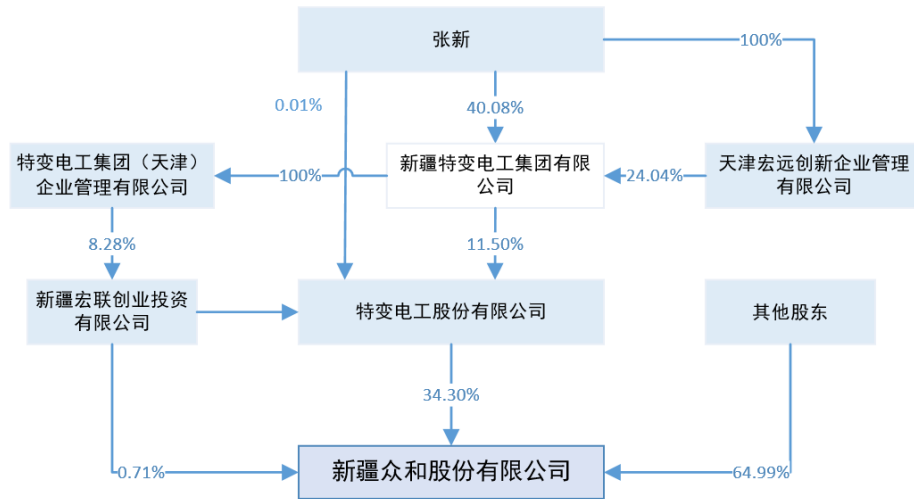 张新
100%
0.01%
40.08%
特变电工集团（天津）
企业管理有限公司
100%
新疆特变电工集团有限
公司
24.04%
天津宏远创新企业管理
有限公司
8.28%
11.50%
新疆宏联创业投资
有限公司
特变电工股份有限公司
其他股东
34.30%
0.71%
新疆众和股份有限公司
64.99%